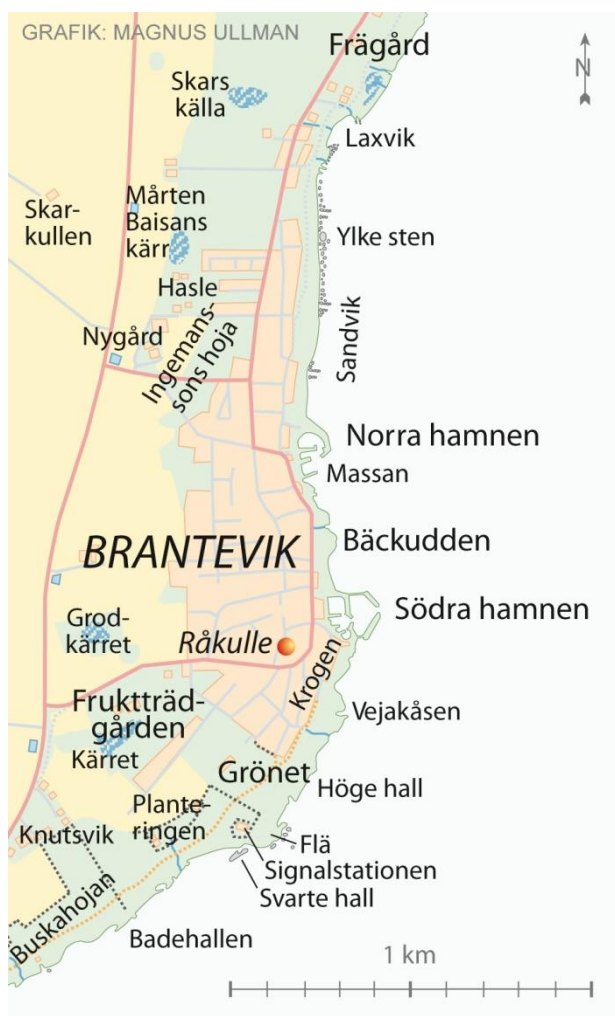 GRAFIK: MAGNUS ULLMAN
Frägård
N
Skars
källa
Laxvik
Mårten
Baisans
kärr
Skar-
kullen
Ylke sten
Hasle
Ingemans-
sons hoja
Sandvik
Nygård
Norra hamnen
Massan
BRANTEVIK
Bäckudden
Södra hamnen
Grod-
kärret
Råkulle
Krogen
Fruktträd-
gården
Vejakåsen
Kärret
Grönet
Höge hall
Plante-
ringen
Knutsvik
Flä
Signalstationen
Svarte hall
Buskahojan
Badehallen
1 km